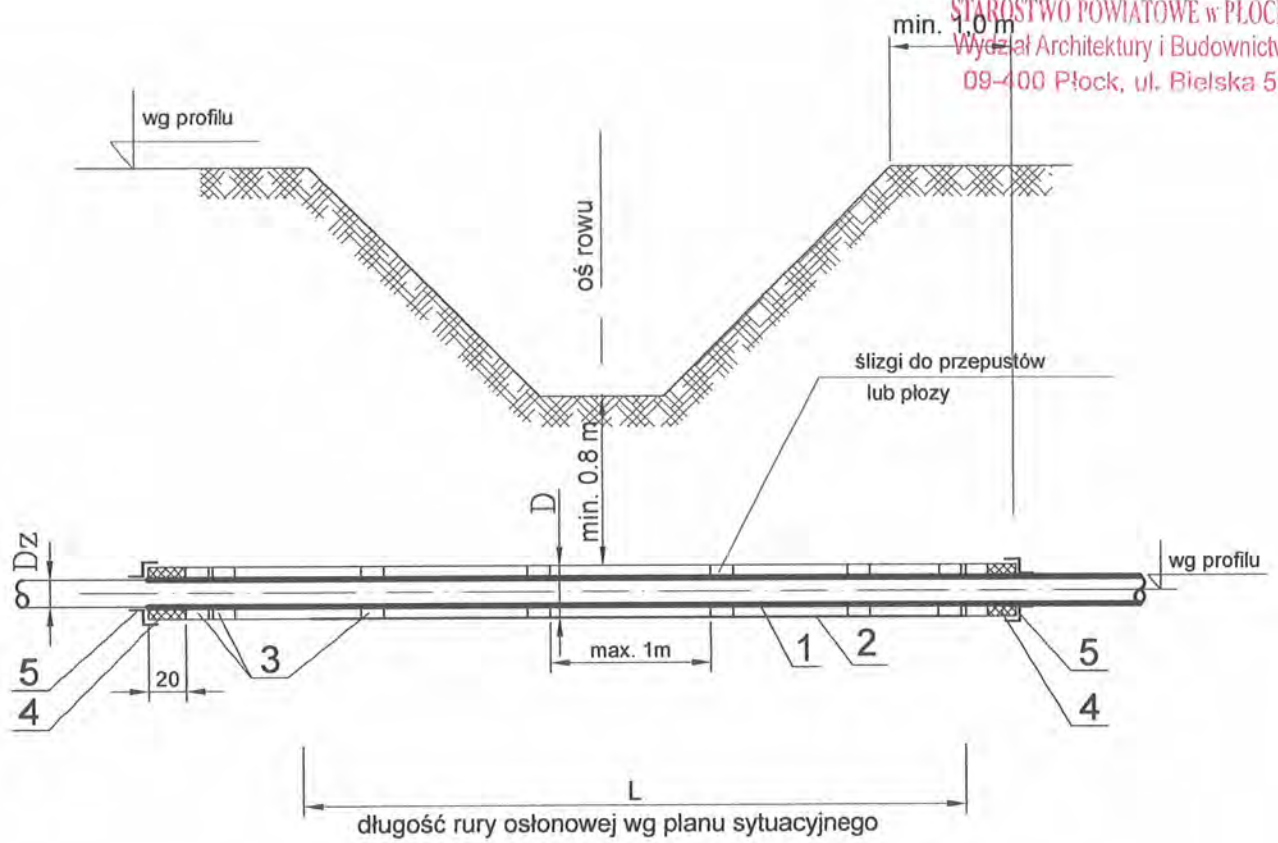 STAROSTWO POWIATOWE w PŁOC
min. 1,0 m
Wydział Architektury i Budownictw
09-400 Płock, ul. Bielska 5
wg profilu
oś rowu
ślizgi do przepustów
lub płozy
min. 0.8 m
D
Dz
wg profilu
5
4
20
3
max. 1m
1
2
5
4
L
długość rury osłonowej wg planu sytuacyjnego